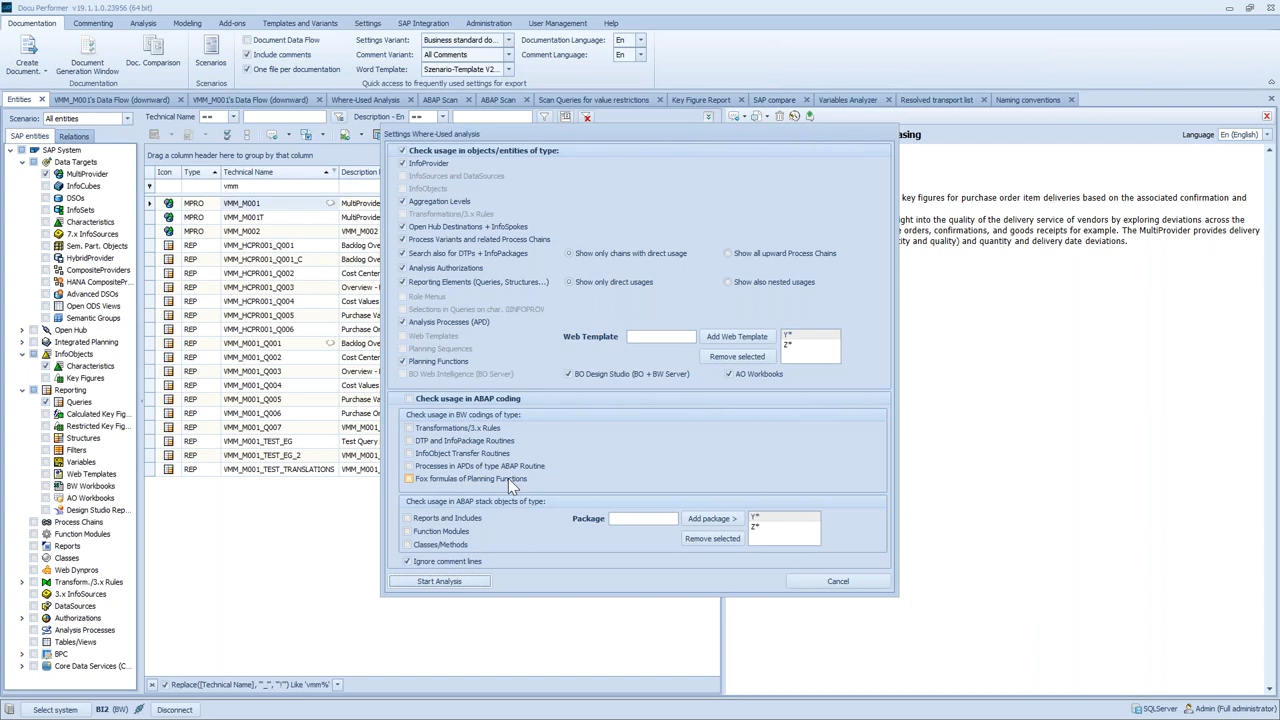 Docu Performer v19.1.1.0.23956 (64 bit)
Documentation Commenting Analysis Modeling Add-ons Templates and Variants Settings SAP Integration Administration User Management Help
Create Document.
Document Generation Window
Doc. Comparison
Documentation
Scenarios
Scenarios
Document Data Flow
Include comments
One file per documentation
Settings Variant: Business standard do...
Comment Variant: All Comments
Word Template: Szenario-Template V2...
Documentation Language: En
Comment Language: En
Quick access to frequently used settings for export
Entities VMM_M001's Data Flow (downward) VMM_M001's Data Flow (downward) Where-Used Analysis ABAP Scan ABAP Scan Scan Queries for value restrictions Key Figure Report SAP compare Variables Analyzer Resolved transport list Naming conventions
Scenario: All entities
Technical Name == Description - En ==
SAP entities Relations
SAP System
Data Targets
MultiProvider
InfoCubes
DSOs
InfoSets
Characteristics
7.x InfoSources
Sem. Part. Objects
HybridProvider
CompositeProviders
HANA CompositePr...
Advanced DSOs
Open ODS Views
Semantic Groups
Open Hub
Integrated Planning
InfoObjects
Characteristics
Key Figures
Reporting
Queries
Calculated Key Fig...
Restricted Key Figu...
Structures
Filters
Variables
Web Templates
BW Workbooks
AO Workbooks
Design Studio Rep...
Process Chains
Function Modules
Reports
Classes
Web Dynpros
Transform./3.x Rules
3.x InfoSources
DataSources
Authorizations
Analysis Processes
Tables/Views
BPC
Core Data Services (C...
Drag a column header here to group by that column
Icon Type Technical Name Description
vmm
MPRO VMM_M001 MultiProvide
MPRO VMM_M001T
MPRO VMM_M002 VMM_M002
REP VMM_HCPR001_Q001 Backlog Ove
REP VMM_HCPR001_Q001_C Backlog Ove
REP VMM_HCPR001_Q002 Cost Center
REP VMM_HCPR001_Q003 Overview -
REP VMM_HCPR001_Q004 Cost Values
REP VMM_HCPR001_Q005 Purchase Va
REP VMM_HCPR001_Q006 Purchase Va
REP VMM_M001_Q001 Backlog Ove
REP VMM_M001_Q002 Cost Center
REP VMM_M001_Q003 Overview -
REP VMM_M001_Q004 Cost Values
REP VMM_M001_Q005 Purchase Va
REP VMM_M001_Q006 Purchase Va
REP VMM_M001_Q007 VMM_M001
REP VMM_M001_TEST_EG Test Query
REP VMM_M001_TEST_EG_2 VMM_M001
REP VMM_M001_TEST_TRANSLATIONS VMM_M001
Replace([Technical Name], "_", "!") Like 'vmm%'
Settings Where-Used analysis
Check usage in objects/entities of type:
InfoProvider
InfoSources and DataSources
InfoObjects
Aggregation Levels
Transformations/3.x Rules
Open Hub Destinations + InfoSpokes
Process Variants and related Process Chains
Search also for DTPs + InfoPackages Show only chains with direct usage Show all upward Process Chains
Analysis Authorizations
Reporting Elements (Queries, Structures...) Show only direct usages Show also nested usages
Role Menus
Selections in Queries on char. 0INFOPROV
Analysis Processes (APD)
Web Templates Web Template Add Web Template Y*
Z*
Planning Sequences
Remove selected
Planning Functions
BO Web Intelligence (BO Server) BO Design Studio (BO + BW Server) AO Workbooks
Check usage in ABAP coding
Check usage in BW codings of type:
Transformations/3.x Rules
DTP and InfoPackage Routines
InfoObject Transfer Routines
Processes in APDs of type ABAP Routine
Fox formulas of Planning Functions
Check usage in ABAP stack objects of type:
Reports and Includes Package Add package > Y*
Z*
Function Modules
Remove selected
Classes/Methods
Ignore comment lines
Start Analysis Cancel
asing
Language En (English)
key figures for purchase order item deliveries based on the associated confirmation and
ght into the quality of the delivery service of vendors by exploring deviations across the
e orders, confirmations, and goods receipts for example. The MultiProvider provides delivery
tity and quality) and quantity and delivery date deviations.
Select system BI2 (BW) Disconnect SQLServer Admin (Full administrator)